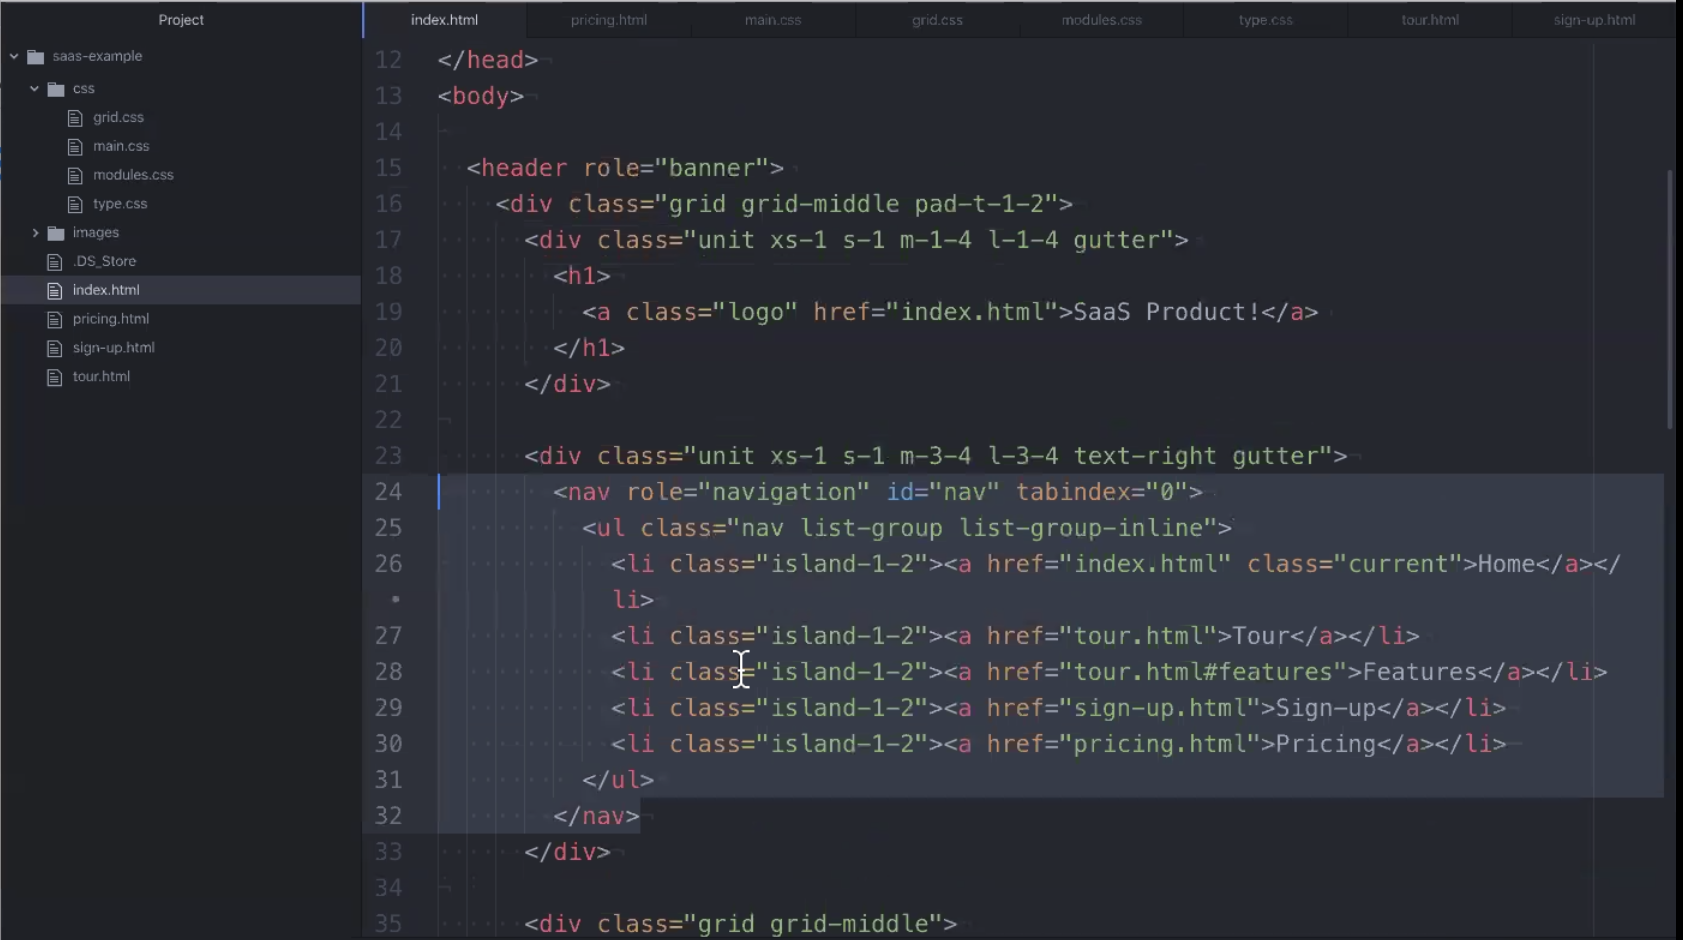 Project
saas-example
css
grid.css
main.css
modules.css
type.css
images
.DS_Store
index.html
pricing.html
sign-up.html
tour.html
index.html pricing.html main.css grid.css modules.css type.css tour.html sign-up.html
12 </head>
13 <body>
14
15 <header role="banner">
16 <div class="grid grid-middle pad-t-1-2">
17 <div class="unit xs-1 s-1 m-1-4 l-1-4 gutter">
18 <h1>
19 <a class="logo" href="index.html">SaaS Product!</a>
20 </h1>
21 </div>
22
23 <div class="unit xs-1 s-1 m-3-4 l-3-4 text-right gutter">
24 <nav role="navigation" id="nav" tabindex="0">
25 <ul class="nav list-group list-group-inline">
26 <li class="island-1-2"><a href="index.html" class="current">Home</a></
• li>
27 <li class="island-1-2"><a href="tour.html">Tour</a></li>
28 <li class="island-1-2"><a href="tour.html#features">Features</a></li>
29 <li class="island-1-2"><a href="sign-up.html">Sign-up</a></li>
30 <li class="island-1-2"><a href="pricing.html">Pricing</a></li>
31 </ul>
32 </nav>
33 </div>
34
35 <div class="grid grid-middle">